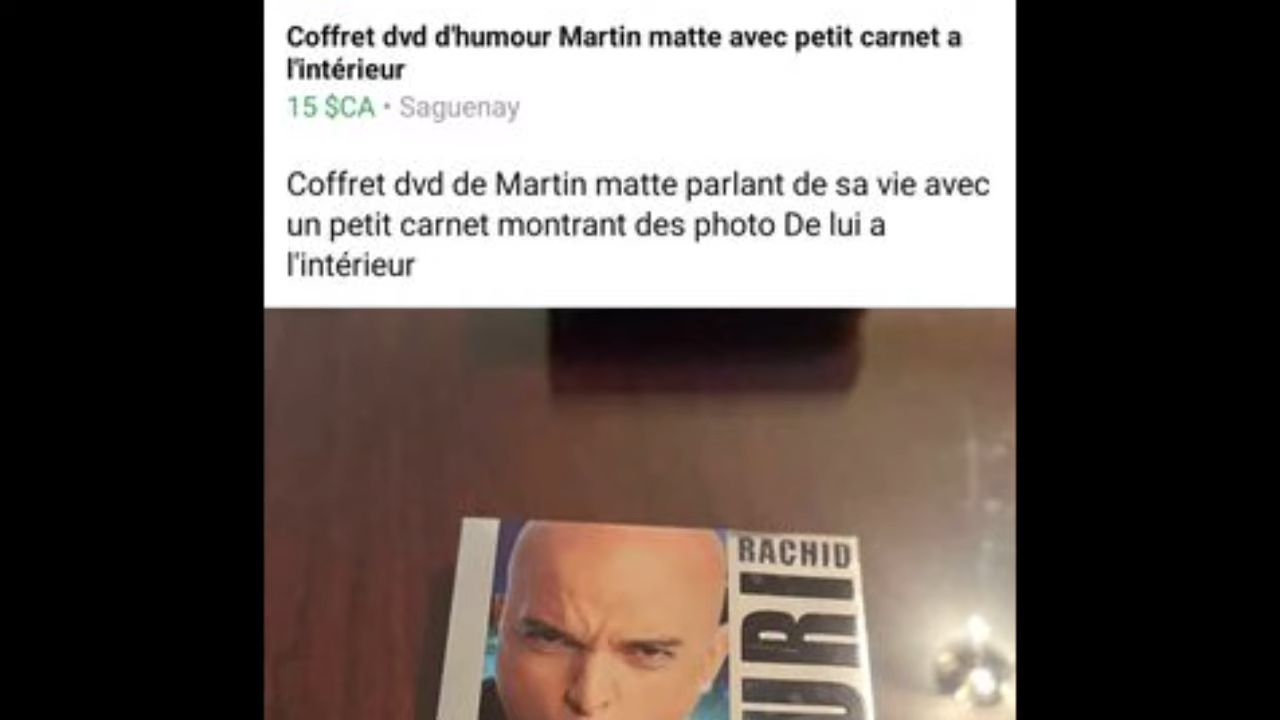 Coffret dvd d'humour Martin matte avec petit carnet a
l'intérieur
15 $CA • Saguenay
Coffret dvd de Martin matte parlant de sa vie avec
un petit carnet montrant des photo De lui a
l'intérieur
RACHID
URI